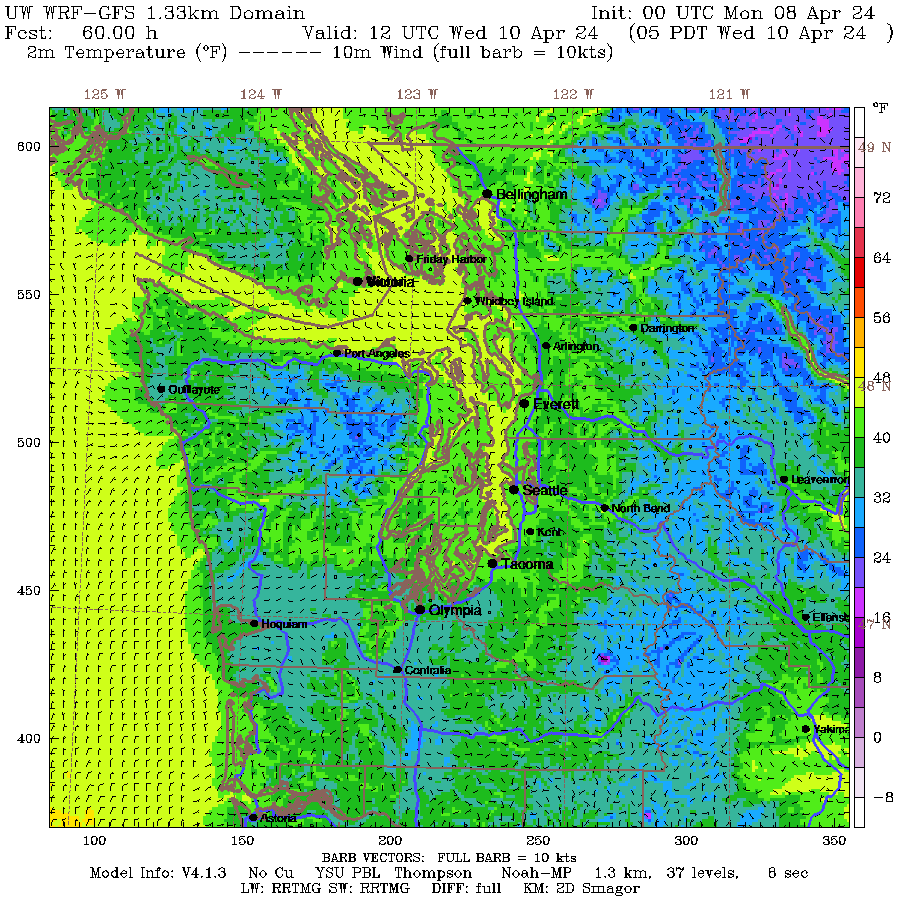 UW WRF-GFS 1.33km Domain Init: 00 UTC Mon 08 Apr 24
Fcst: 60.00 h Valid: 12 UTC Wed 10 Apr 24 (05 PDT Wed 10 Apr 24 )
2m Temperature (°F) ------ 10m Wind (full barb = 10kts)
125 W 124 W 123 W 122 W 121 W
°F
600
49 N
Bellingham
72
Friday Harbor
64
Victoria
550
Whidbey Island
56
Darrington
Arlington
Port Angeles
48
48 N
Quillayute
Everett
500
40
Leavenwor
Seattle
32
North Bend
Kent
24
Tacoma
450
Olympia
16
Ellensb
47 N
Hoquiam
Centralia
8
Yakima
400
0
-8
Astoria
100 150 200 250 300 350
BARB VECTORS: FULL BARB = 10 kts
Model Info: V4.1.3 No Cu YSU PBL Thompson Noah-MP 1.3 km, 37 levels, 8 sec
LW: RRTMG SW: RRTMG DIFF: full KM: 2D Smagor